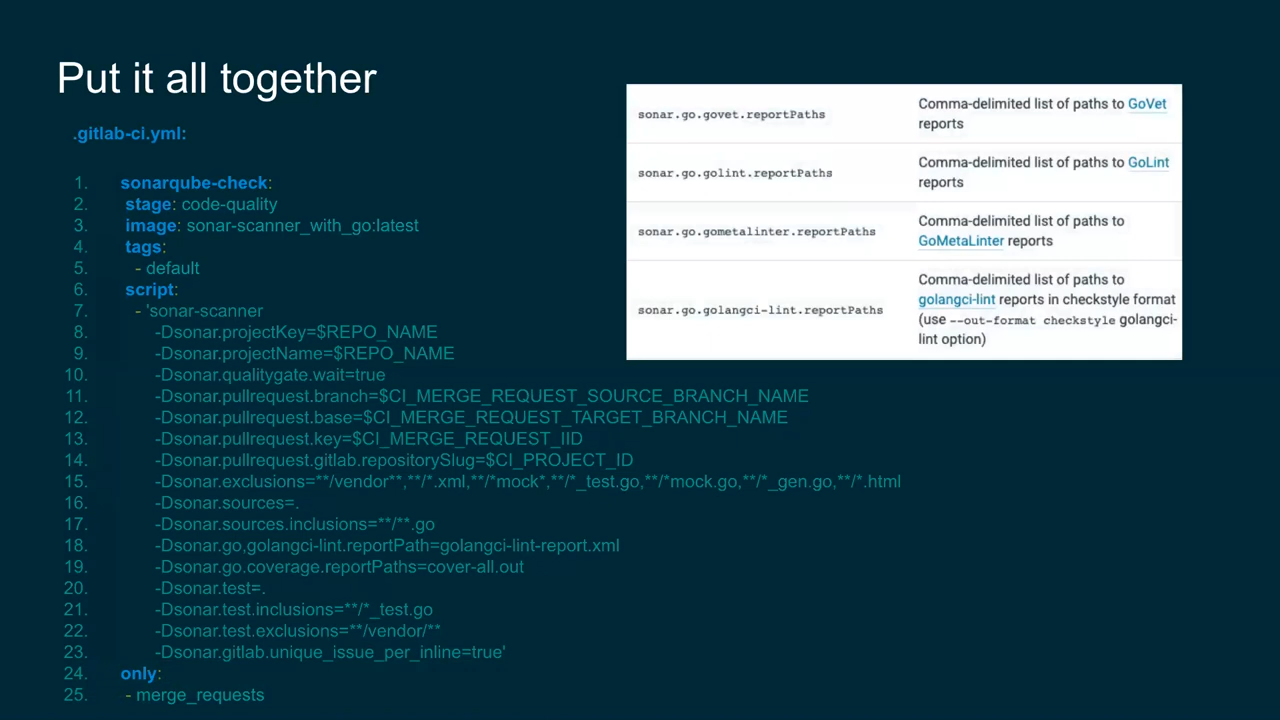 Put it all together
.gitlab-ci.yml:
1. sonarqube-check:
2. stage: code-quality
3. image: sonar-scanner_with_go:latest
4. tags:
5. - default
6. script:
7. - 'sonar-scanner
8. -Dsonar.projectKey=$REPO_NAME
9. -Dsonar.projectName=$REPO_NAME
10. -Dsonar.qualitygate.wait=true
11. -Dsonar.pullrequest.branch=$CI_MERGE_REQUEST_SOURCE_BRANCH_NAME
12. -Dsonar.pullrequest.base=$CI_MERGE_REQUEST_TARGET_BRANCH_NAME
13. -Dsonar.pullrequest.key=$CI_MERGE_REQUEST_IID
14. -Dsonar.pullrequest.gitlab.repositorySlug=$CI_PROJECT_ID
15. -Dsonar.exclusions=**/vendor**,**/*.xml,**/*mock*,**/*_test.go,**/*mock.go,**/*_gen.go,**/*.html
16. -Dsonar.sources=.
17. -Dsonar.sources.inclusions=**/**.go
18. -Dsonar.go,golangci-lint.reportPath=golangci-lint-report.xml
19. -Dsonar.go.coverage.reportPaths=cover-all.out
20. -Dsonar.test=.
21. -Dsonar.test.inclusions=**/*_test.go
22. -Dsonar.test.exclusions=**/vendor/**
23. -Dsonar.gitlab.unique_issue_per_inline=true'
24. only:
25. - merge_requests
sonar.go.govet.reportPaths
Comma-delimited list of paths to GoVet
reports
sonar.go.golint.reportPaths
Comma-delimited list of paths to GoLint
reports
sonar.go.gometalinter.reportPaths
Comma-delimited list of paths to
GoMetaLinter reports
sonar.go.golangci-lint.reportPaths
Comma-delimited list of paths to
golangci-lint reports in checkstyle format
(use --out-format checkstyle golangci-
lint option)